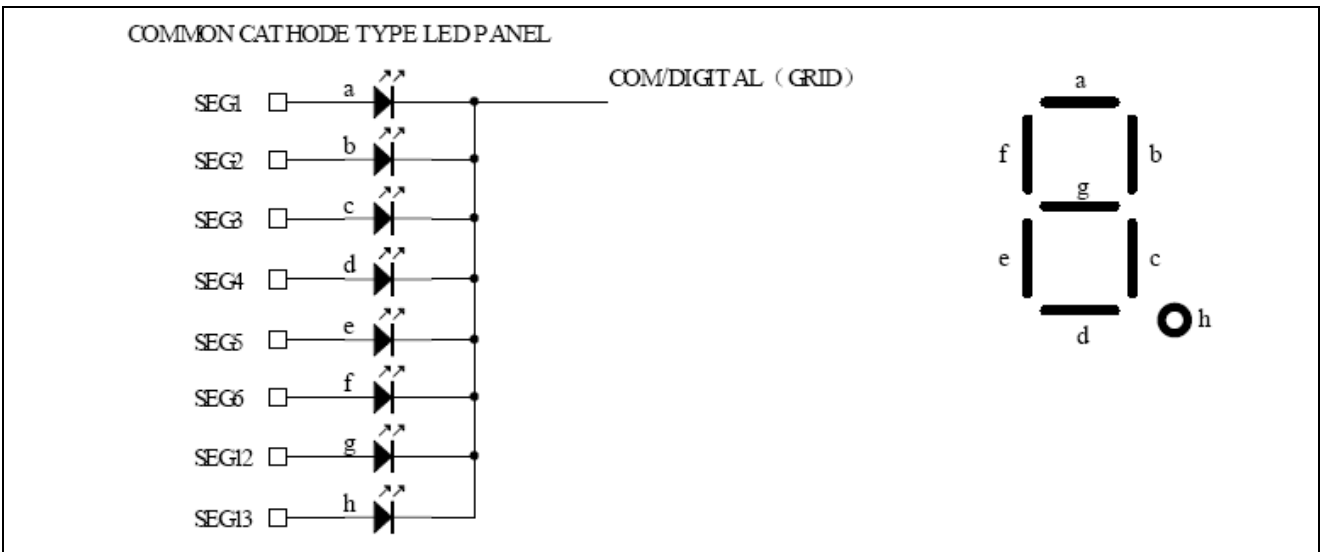 COMMON CATHODE TYPE LED PANEL
COM/DIGITAL（GRID）
SEG1 a
SEG2 b
SEG3 c
SEG4 d
SEG5 e
SEG6 f
SEG12 g
SEG13 h
a
f b
g
e c
h
d